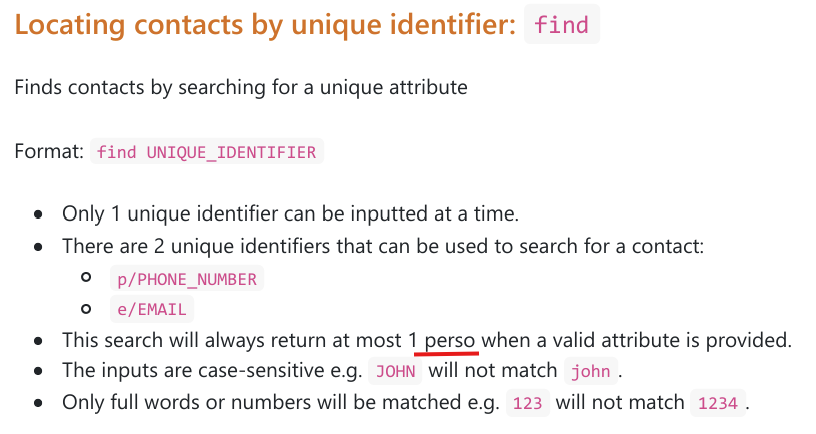 Locating contacts by unique identifier: find
Finds contacts by searching for a unique attribute
Format: find UNIQUE_IDENTIFIER
Only 1 unique identifier can be inputted at a time.
There are 2 unique identifiers that can be used to search for a contact:
p/PHONE_NUMBER
e/EMAIL
This search will always return at most 1 perso when a valid attribute is provided.
The inputs are case-sensitive e.g. JOHN will not match john.
Only full words or numbers will be matched e.g. 123 will not match 1234.